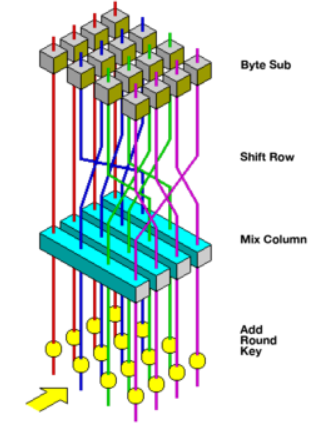 Byte Sub
Shift Row
Mix Column
Add
Round
Key